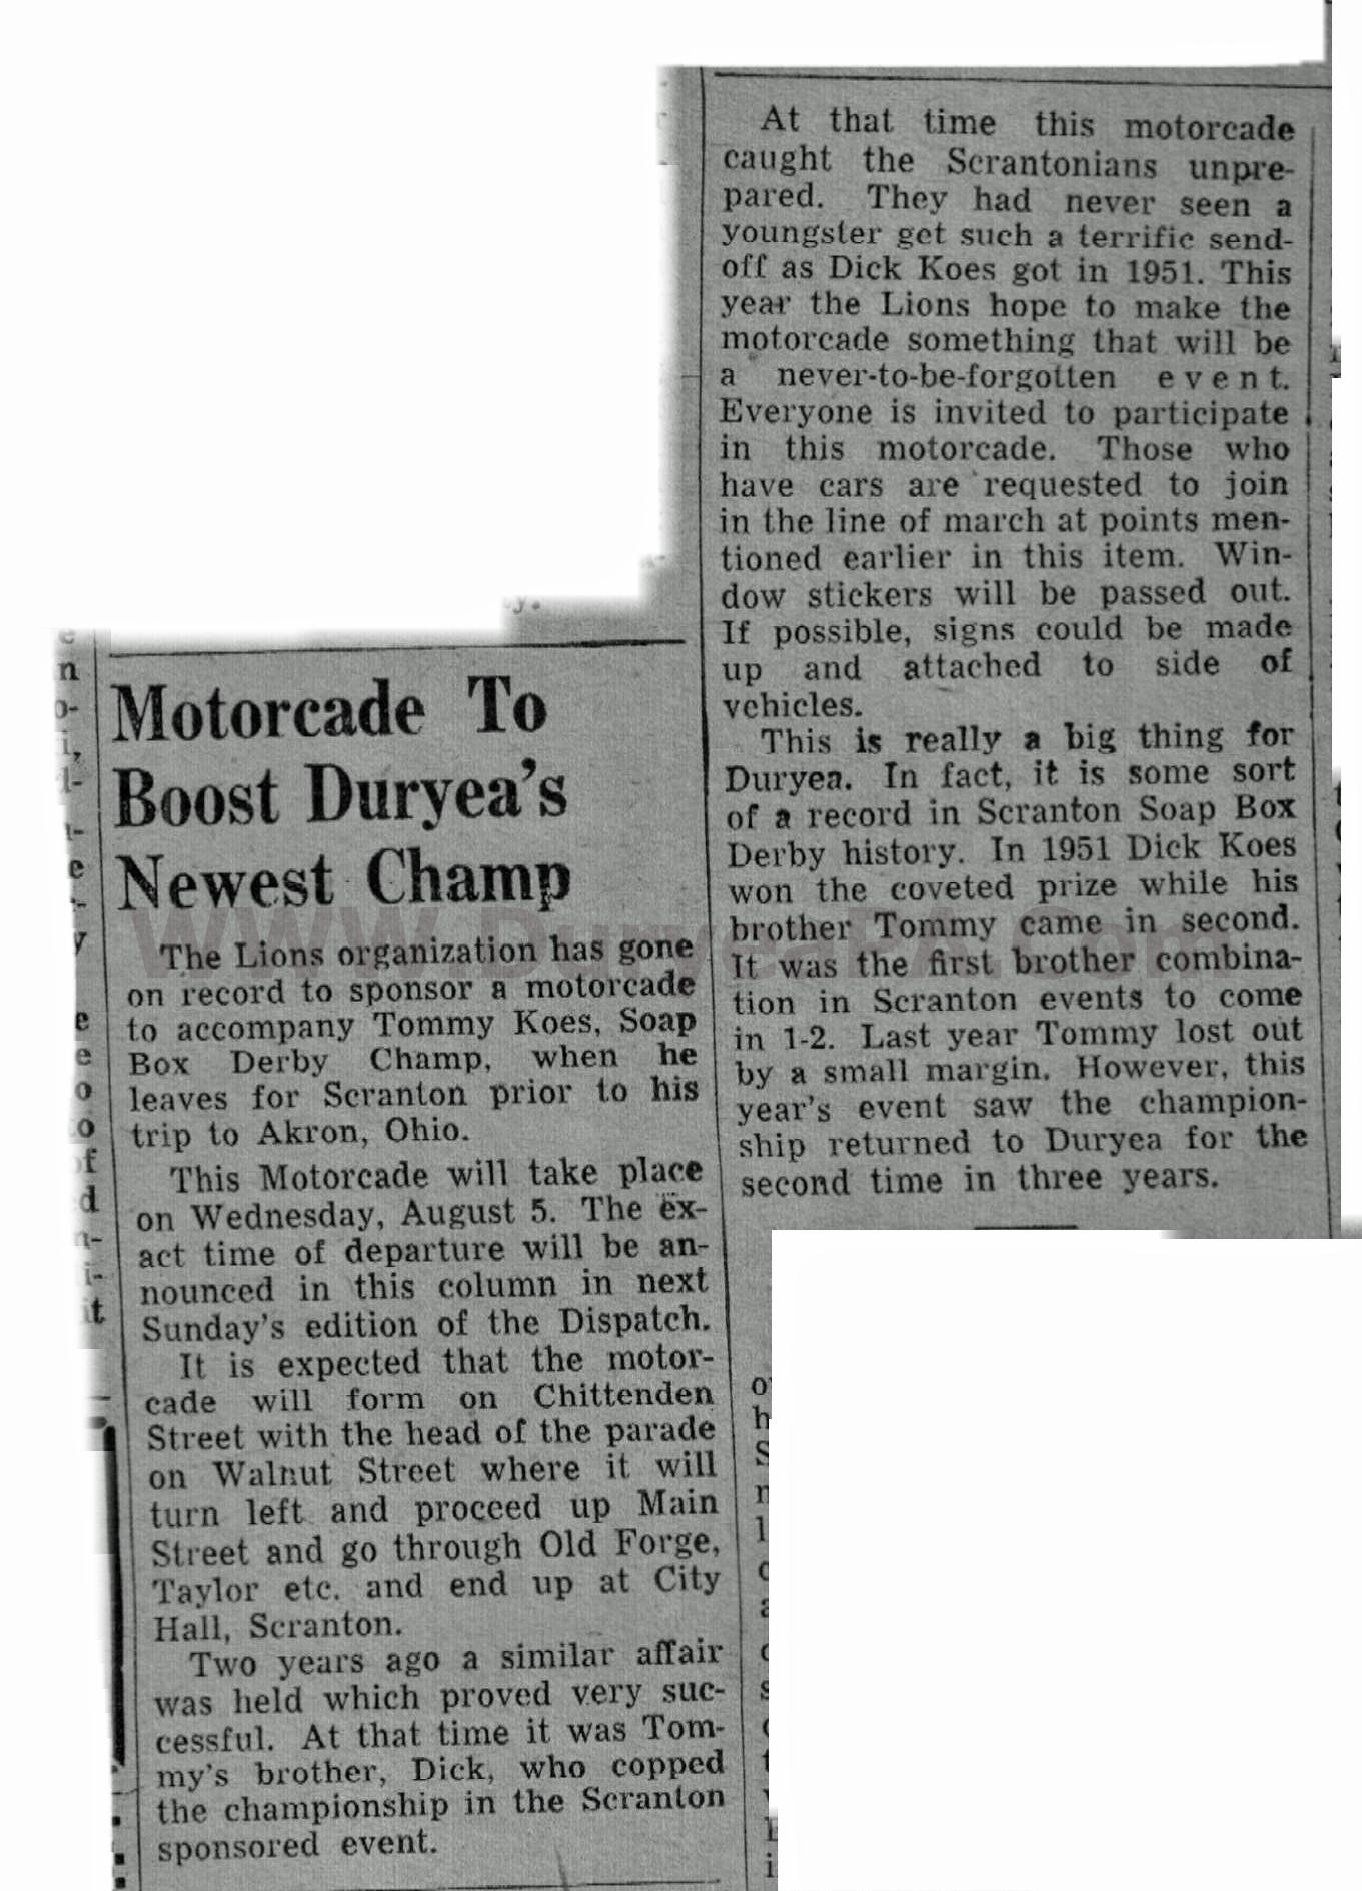 Motorcade To
Boost Duryea's
Newest Champ
The Lions organization has gone
on record to sponsor a motorcade
to accompany Tommy Koes, Soap
Box Derby Champ, when he
leaves for Scranton prior to his
trip to Akron, Ohio.
This Motorcade will take place
on Wednesday, August 5. The ex-
act time of departure will be an-
nounced in this column in next
Sunday's edition of the Dispatch.
It is expected that the motor-
cade will form on Chittenden
Street with the head of the parade
on Walnut Street where it will
turn left and proceed up Main
Street and go through Old Forge,
Taylor etc. and end up at City
Hall, Scranton.
Two years ago a similar affair
was held which proved very suc-
cessful. At that time it was Tom-
my's brother, Dick, who copped
the championship in the Scranton
sponsored event.
At that time this motorcade
caught the Scrantonians unpre-
pared. They had never seen a
youngster get such a terrific send-
off as Dick Koes got in 1951. This
year the Lions hope to make the
motorcade something that will be
a never-to-be-forgotten event.
Everyone is invited to participate
in this motorcade. Those who
have cars are requested to join
in the line of march at points men-
tioned earlier in this item. Win-
dow stickers will be passed out.
If possible, signs could be made
up and attached to side of
vehicles.
This is really a big thing for
Duryea. In fact, it is some sort
of a record in Scranton Soap Box
Derby history. In 1951 Dick Koes
won the coveted prize while his
brother Tommy came in second.
It was the first brother combina-
tion in Scranton events to come
in 1-2. Last year Tommy lost out
by a small margin. However, this
year's event saw the champion-
ship returned to Duryea for the
second time in three years.
WWW.DuryeaPA.com